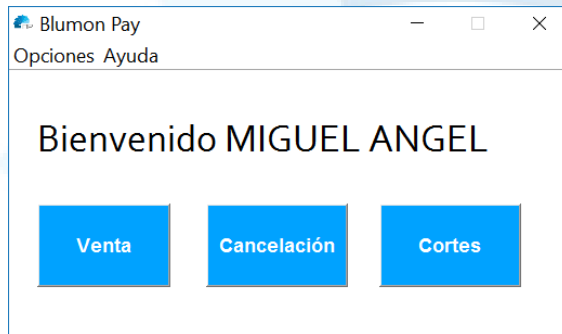 Blumon Pay
Opciones Ayuda
Bienvenido MIGUEL ANGEL
Venta Cancelación Cortes